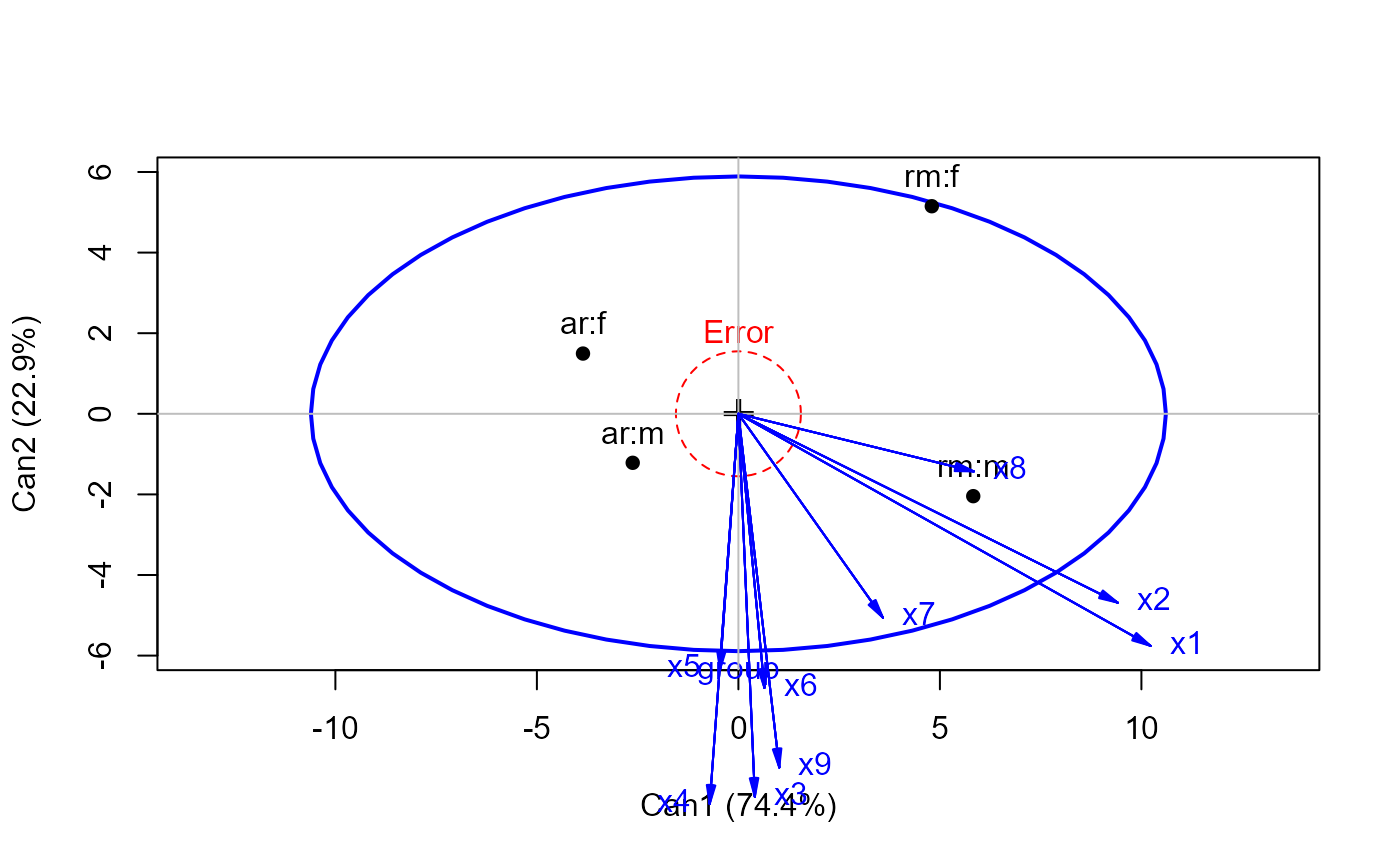 6
rm:f
4
ar:f
2
Error
0
ar:m
rm:m
x8
-2
-4
x2
x7
x1
-6
x5
group
x6
-10
-5
0
5
10
x9
x3
x4
Can1 (74.4%)
Can2 (22.9%)